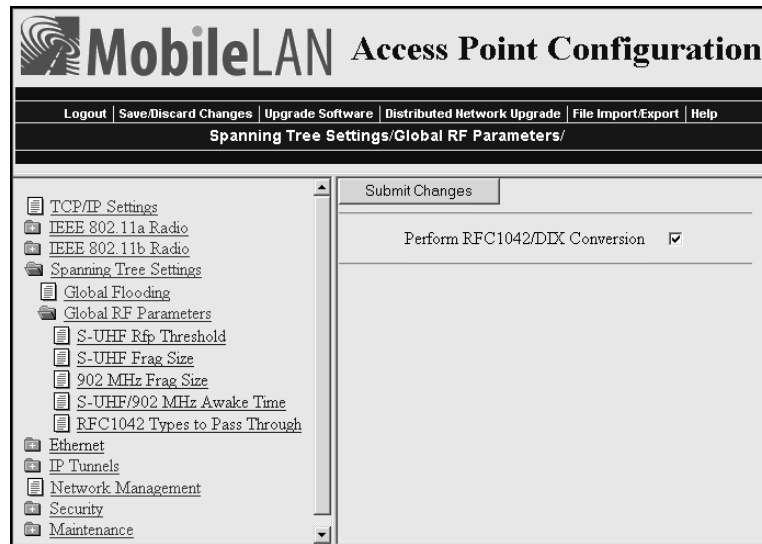 MobileLAN Access Point Configuration
Logout | Save/Discard Changes | Upgrade Software | Distributed Network Upgrade | File Import/Export | Help
Spanning Tree Settings/Global RF Parameters/
TCP/IP Settings
IEEE 802.11a Radio
IEEE 802.11b Radio
Spanning Tree Settings
Global Flooding
Global RF Parameters
S-UHF Rfp Threshold
S-UHF Frag Size
902 MHz Frag Size
S-UHF/902 MHz Awake Time
RFC1042 Types to Pass Through
Ethernet
IP Tunnels
Network Management
Security
Maintenance
Submit Changes
Perform RFC1042/DIX Conversion